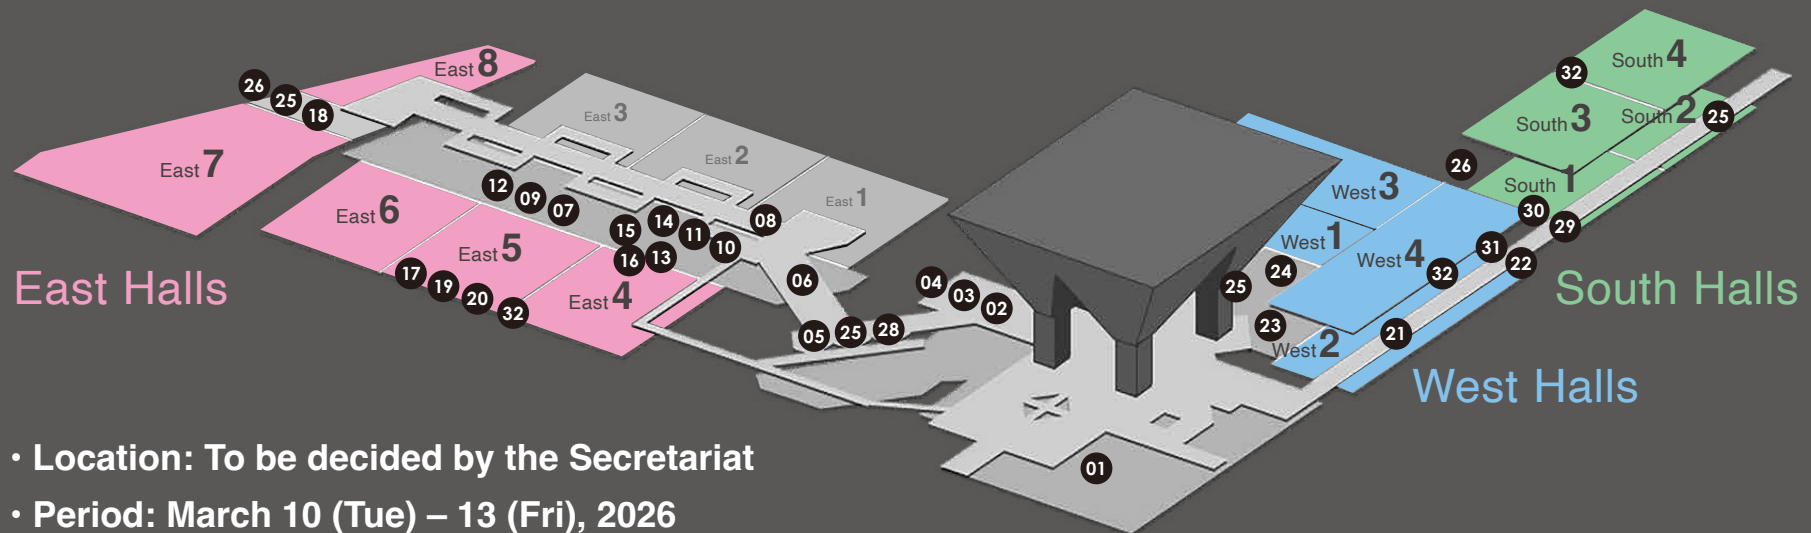 East 8
South 4
26
25
18
32
East 3
South 3
South 2
25
East 7
East 2
26
12
09
07
West 3
South 1
East 6
East 1
14
08
30
15
11
29
East 5
10
West 1
31
16
13
West 4
22
17
06
04
03
02
25
24
32
19
20
32
East 4
East Halls
South Halls
05
25
28
23
21
West 2
West Halls
・Location: To be decided by the Secretariat
01
・Period: March 10 (Tue) – 13 (Fri), 2026